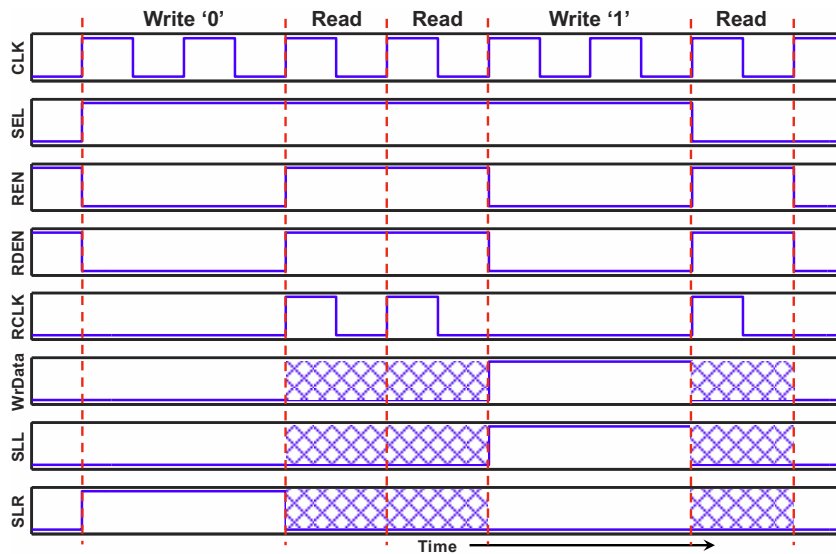 Write ‘0’ Read Read Write ‘1’ Read
CLK
SEL
REN
RDEN
RCLK
WrData
SLL
SLR
Time